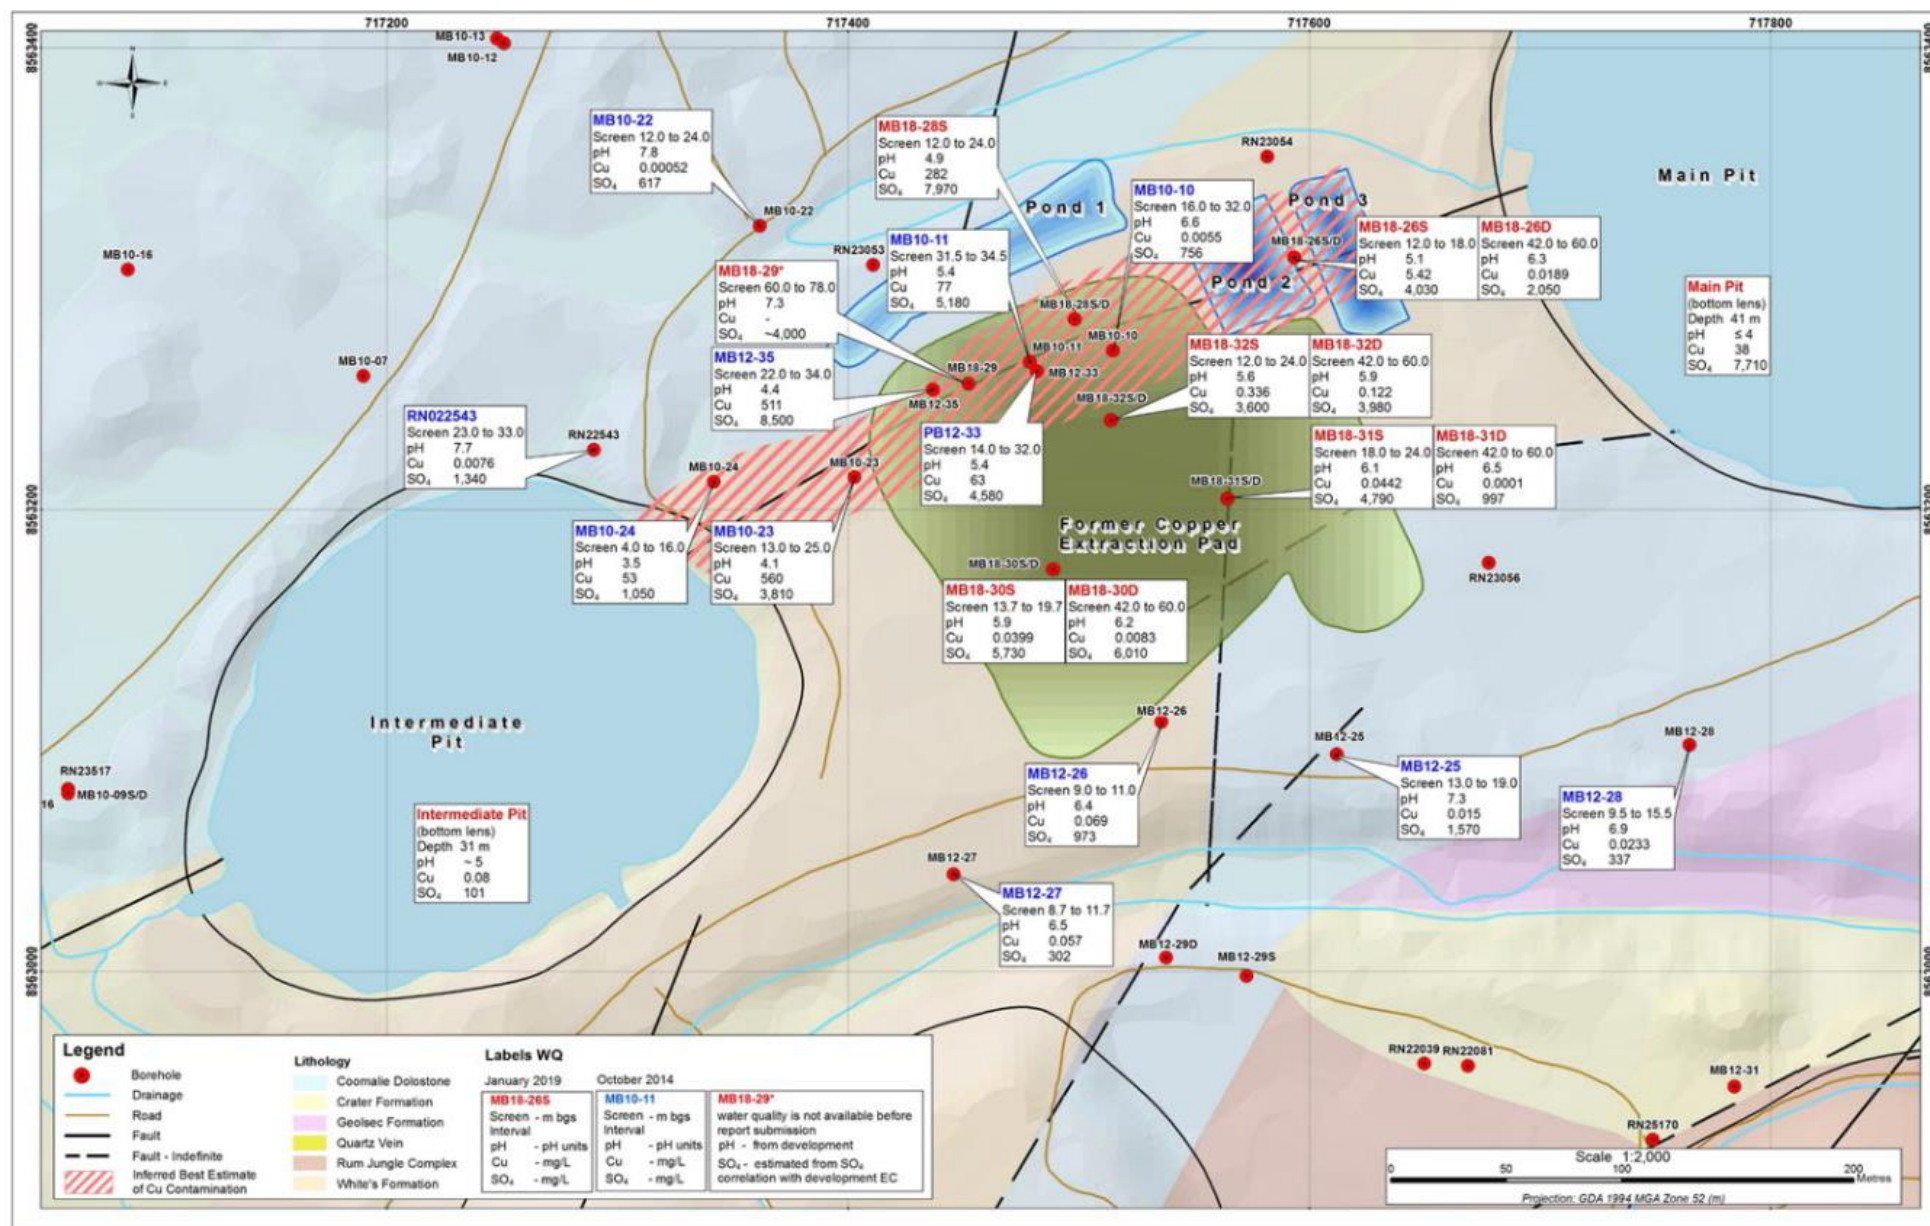 717200
717400
717600
717800
8563400
8563400
MB10-13
MB10-12
MB10-22
Screen 12.0 to 24.0
pH 7.8
Cu 0.00052
SO₄ 617
MB10-22
MB18-28S
Screen 12.0 to 24.0
pH 4.9
Cu 282
SO₄ 7,970
RN23054
Main Pit
Pond 1
MB10-10
Screen 16.0 to 32.0
pH 6.6
Cu 0.0055
SO₄ 756
Pond 3
MB18-26S/D
Pond 2
MB18-26S
Screen 12.0 to 18.0
pH 5.1
Cu 5.42
SO₄ 4,030
MB18-26D
Screen 42.0 to 60.0
pH 6.3
Cu 0.0189
SO₄ 2,050
MB10-16
RN23053
MB10-11
Screen 31.5 to 34.5
pH 5.4
Cu 77
SO₄ 5,180
MB18-29*
Screen 60.0 to 78.0
pH 7.3
Cu -
SO₄ ~4,000
Main Pit
(bottom lens)
Depth 41 m
pH ≤ 4
Cu 38
SO₄ 7,710
MB18-28S/D
MB10-10
MB10-11
MB12-33
MB18-29
MB12-35
MB10-07
MB12-35
Screen 22.0 to 34.0
pH 4.4
Cu 511
SO₄ 8,500
MB18-32S/D
MB18-32S
Screen 12.0 to 24.0
pH 5.6
Cu 0.336
SO₄ 3,600
MB18-32D
Screen 42.0 to 60.0
pH 5.9
Cu 0.122
SO₄ 3,980
RN022543
Screen 23.0 to 33.0
pH 7.7
Cu 0.0076
SO₄ 1,340
RN22543
MB10-24
MB10-23
PB12-33
Screen 14.0 to 32.0
pH 5.4
Cu 63
SO₄ 4,580
MB18-31S/D
MB18-31S
Screen 18.0 to 24.0
pH 6.1
Cu 0.0442
SO₄ 4,790
MB18-31D
Screen 42.0 to 60.0
pH 6.5
Cu 0.0001
SO₄ 997
8563200
8563200
MB10-24
Screen 4.0 to 16.0
pH 3.5
Cu 53
SO₄ 1,050
MB10-23
Screen 13.0 to 25.0
pH 4.1
Cu 560
SO₄ 3,810
Former Copper
Extraction Pad
MB18-30S/D
MB18-30S
Screen 13.7 to 19.7
pH 5.9
Cu 0.0399
SO₄ 5,730
MB18-30D
Screen 42.0 to 60.0
pH 6.2
Cu 0.0083
SO₄ 6,010
RN23056
Intermediate
Pit
MB12-26
MB12-25
MB12-28
RN23517
MB10-09S/D
16
MB12-26
Screen 9.0 to 11.0
pH 6.4
Cu 0.069
SO₄ 973
MB12-25
Screen 13.0 to 19.0
pH 7.3
Cu 0.015
SO₄ 1,570
MB12-28
Screen 9.5 to 15.5
pH 6.9
Cu 0.0233
SO₄ 337
Intermediate Pit
(bottom lens)
Depth 31 m
pH ~ 5
Cu 0.08
SO₄ 101
MB12-27
MB12-27
Screen 8.7 to 11.7
pH 6.5
Cu 0.057
SO₄ 302
MB12-29D
MB12-29S
8563000
8563000
RN22039
RN22081
MB12-31
RN25170
Legend
Borehole
Drainage
Road
Fault
Fault - Indefinite
Inferred Best Estimate
of Cu Contamination
Lithology
Coomalie Dolostone
Crater Formation
Geolsec Formation
Quartz Vein
Rum Jungle Complex
White's Formation
Labels WQ
January 2019
October 2014
MB18-26S
Screen - m bgs
Interval
pH - pH units
Cu - mg/L
SO₄ - mg/L
MB10-11
Screen - m bgs
Interval
pH - pH units
Cu - mg/L
SO₄ - mg/L
MB18-29*
water quality is not available before
report submission
pH - from development
SO₄ - estimated from SO₄
correlation with development EC
Scale 1:2,000
0 50 100 200
Metres
Projection: GDA 1994 MGA Zone 52 (m)